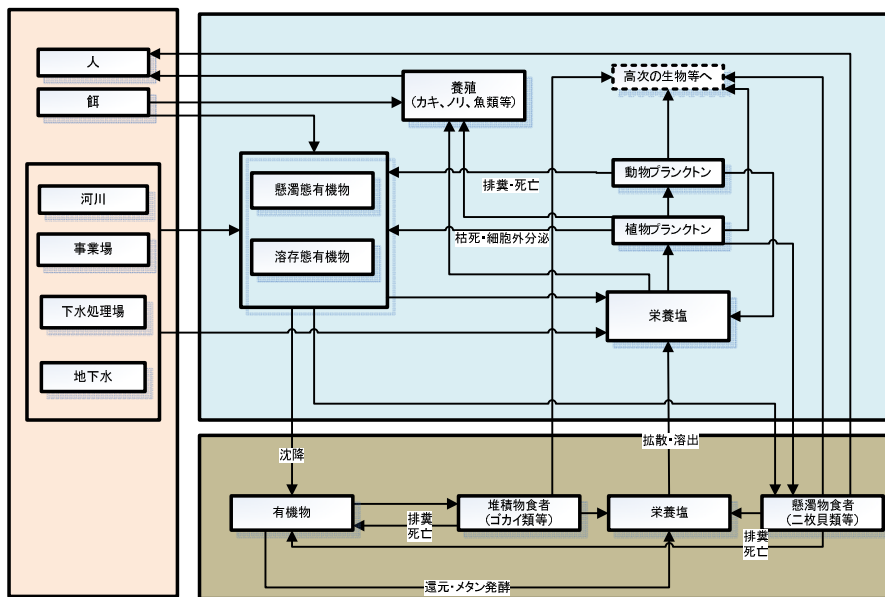 人
餌
河川
事業場
下水処理場
地下水
養殖
(カキ、ノリ、魚類等)
高次の生物等へ
懸濁態有機物
溶存態有機物
排糞・死亡
動物プランクトン
枯死・細胞外分泌
植物プランクトン
栄養塩
沈降
拡散・溶出
有機物
排糞
死亡
堆積物食者
(ゴカイ類等)
栄養塩
懸濁物食者
(二枚貝類等)
排糞
死亡
還元・メタン発酵